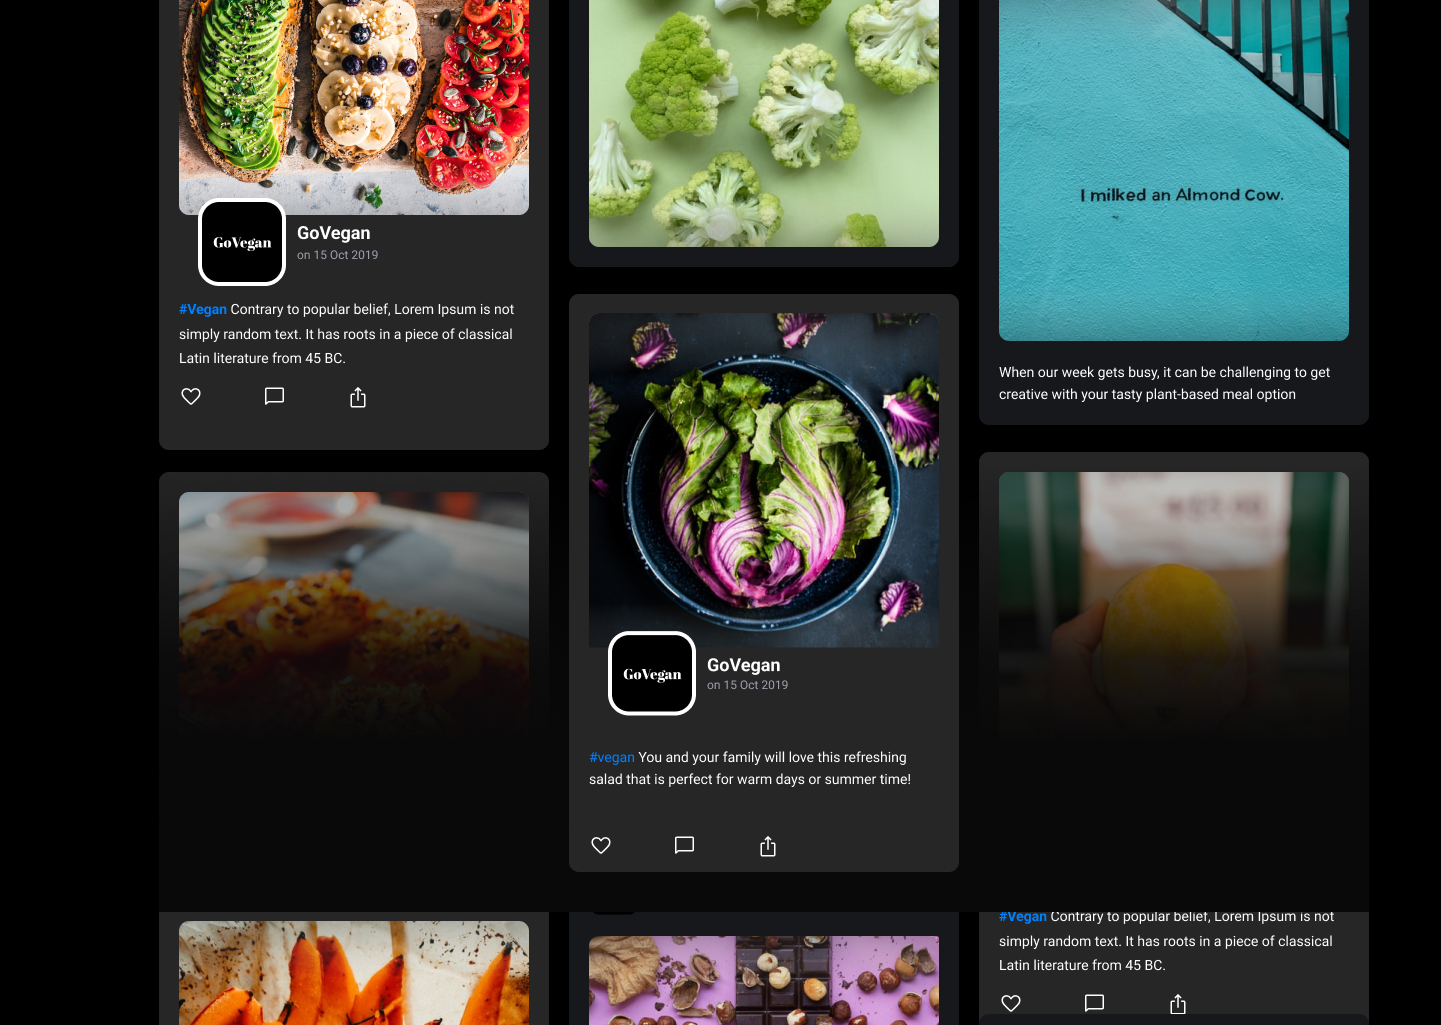 GoVegan
GoVegan
on 15 Oct 2019
#Vegan Contrary to popular belief, Lorem Ipsum is not
simply random text. It has roots in a piece of classical
Latin literature from 45 BC.
GoVegan
GoVegan
on 15 Oct 2019
#vegan You and your family will love this refreshing
salad that is perfect for warm days or summer time!
I milked an Almond Cow.
When our week gets busy, it can be challenging to get
creative with your tasty plant-based meal option
#Vegan Contrary to popular belief, Lorem Ipsum is not
simply random text. It has roots in a piece of classical
Latin literature from 45 BC.